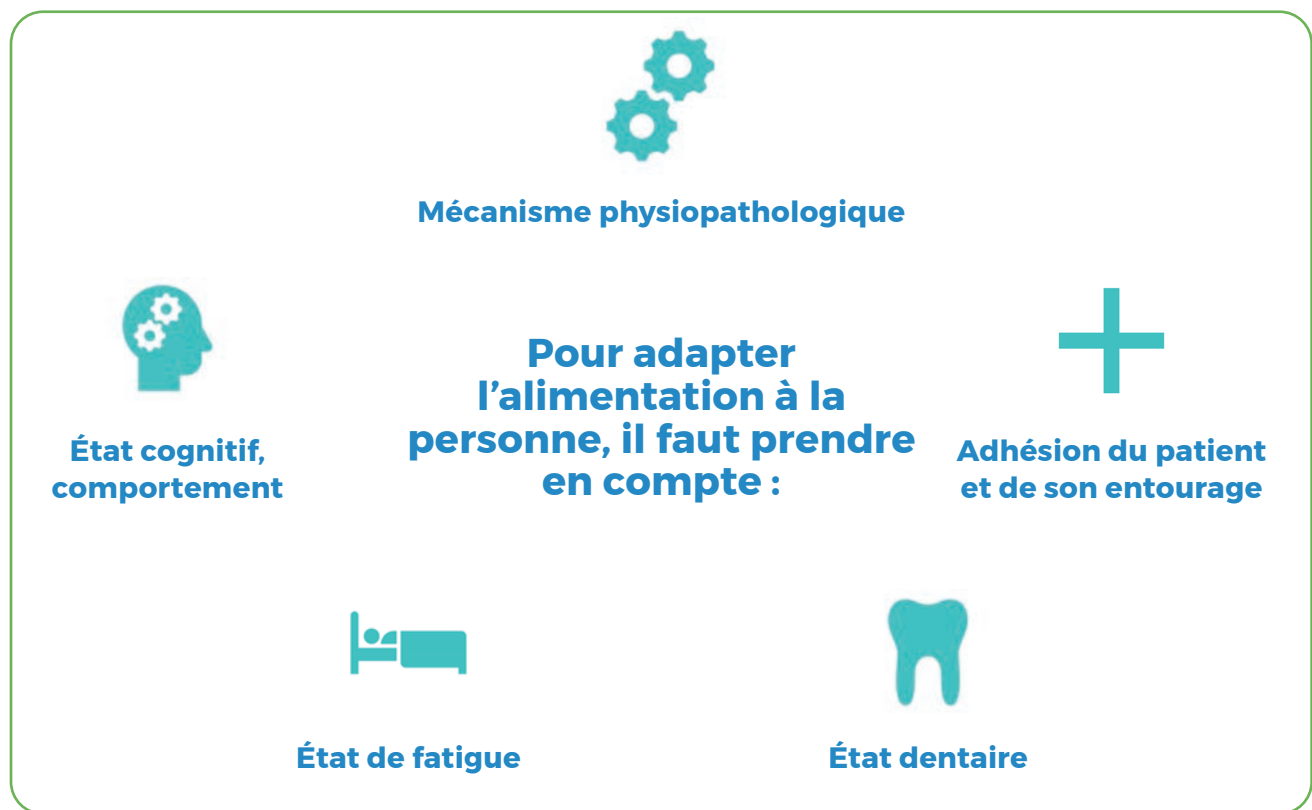 Mécanisme physiopathologique
Pour adapter
l’alimentation à la
personne, il faut prendre
en compte :
État cognitif,
comportement
Adhésion du patient
et de son entourage
État de fatigue
État dentaire